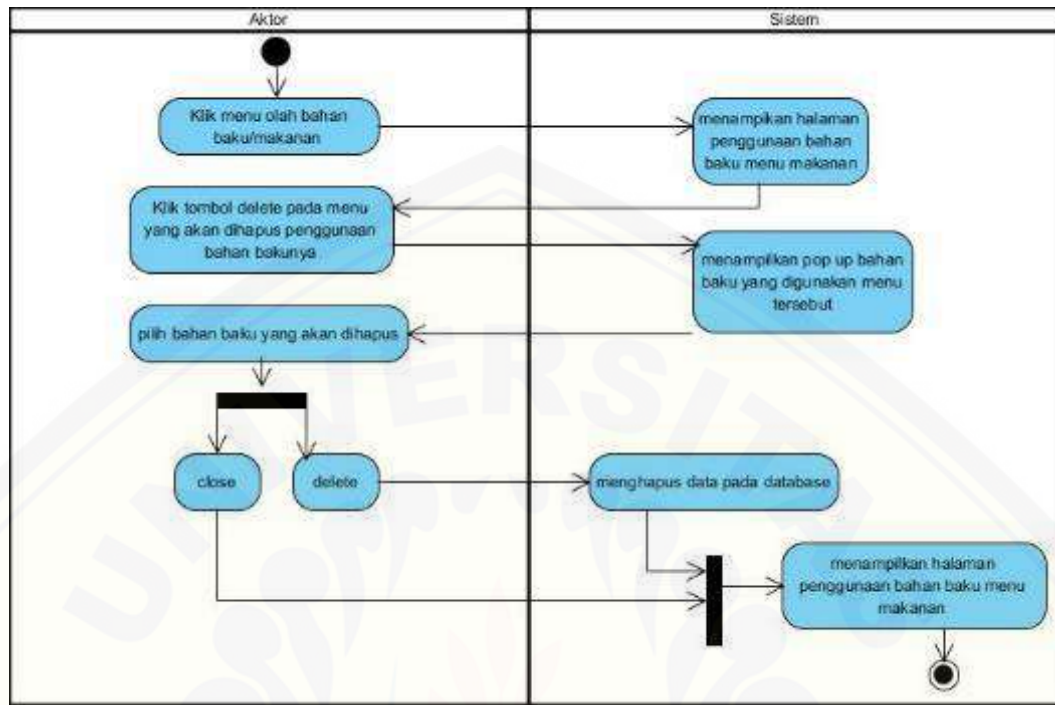 Aktor
Sistem
Klik menu olah bahan
baku/makanan
menampikan halaman
penggunaan bahan
baku menu makanan
Klik tombol delete pada menu
yang akan dihapus penggunaan
bahan bakunya
menampilkan pop up bahan
baku yang digunakan menu
tersebut
pilih bahan baku yang akan dihapus
close
delete
menghapus data pada database
menampilkan halaman
penggunaan bahan baku menu
makanan
UNIVERSITAS